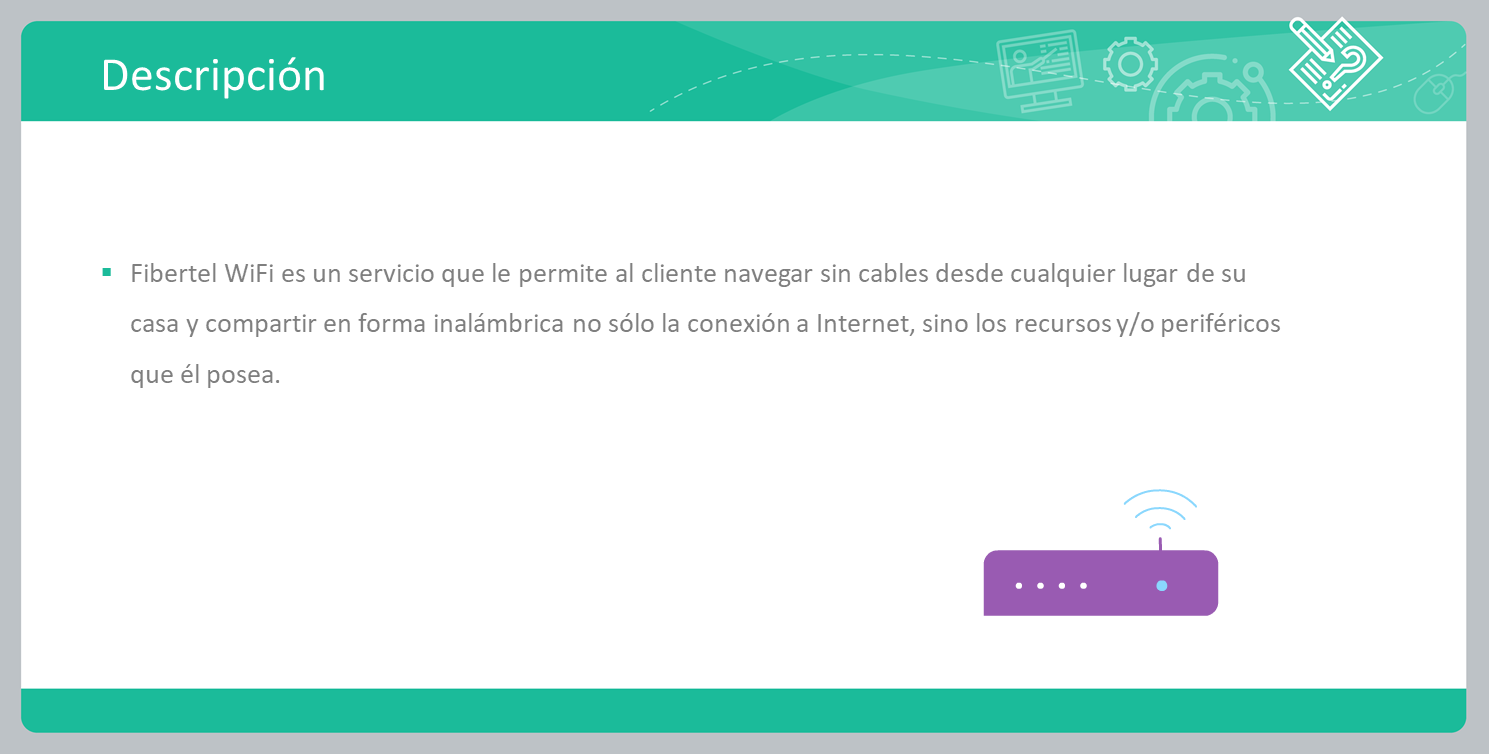 Descripción
▪ Fibertel WiFi es un servicio que le permite al cliente navegar sin cables desde cualquier lugar de su
casa y compartir en forma inalámbrica no sólo la conexión a Internet, sino los recursos y/o periféricos
que él posea.